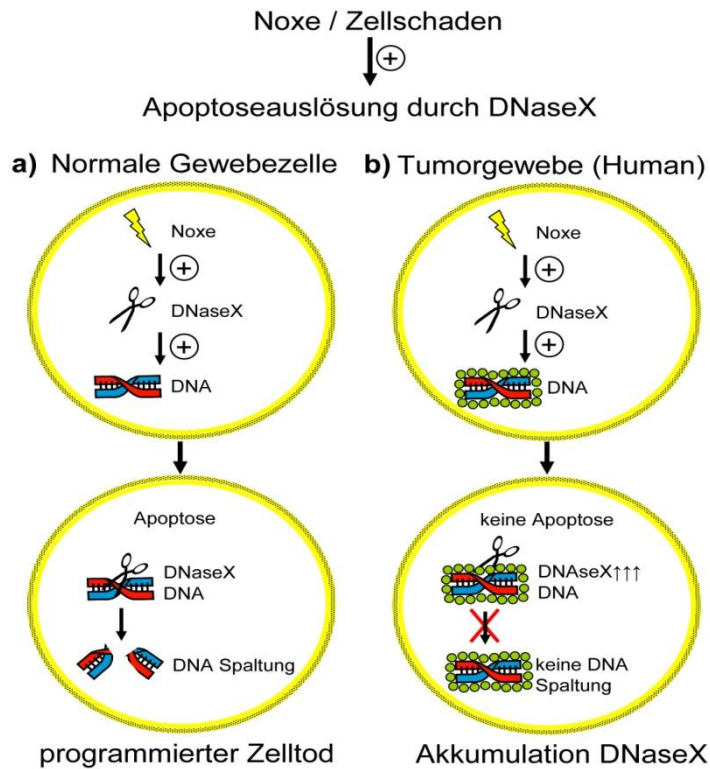 Noxe / Zellschaden
+
Apoptoseauslösung durch DNaseX
a) Normale Gewebezelle
Noxe
+
DNaseX
+
DNA
Apoptose
DNaseX
DNA
DNA Spaltung
programmierter Zelltod
b) Tumorgewebe (Human)
Noxe
+
DNaseX
+
DNA
keine Apoptose
DNAseX↑↑↑
DNA
keine DNA
Spaltung
Akkumulation DNaseX